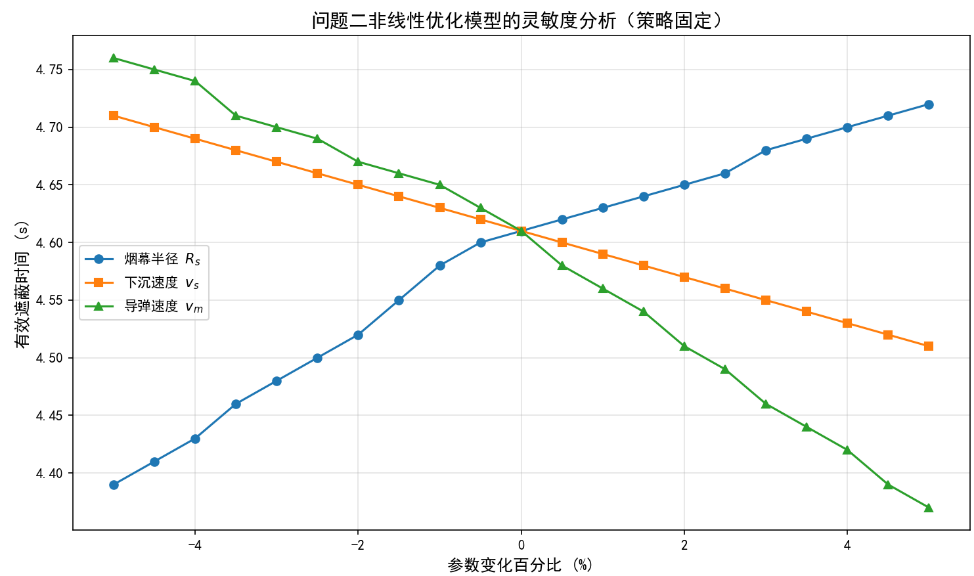 问题二非线性优化模型的灵敏度分析（策略固定）
有效遮蔽时间 (s)
4.75
4.70
4.65
4.60
4.55
4.50
4.45
4.40
烟幕半径 Rₛ
下沉速度 vₛ
导弹速度 vₘ
−4
−2
0
2
4
参数变化百分比 (%)